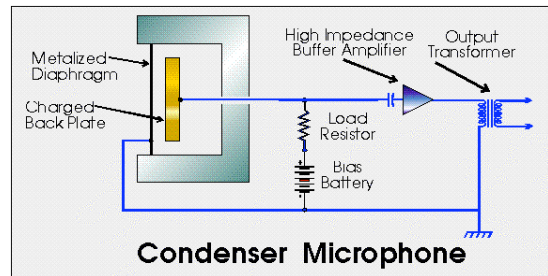 High Impedance
Buffer Amplifier
Output
Transformer
Metalized
Diaphragm
Charged
Back Plate
Load
Resistor
Bias
Battery
Condenser Microphone